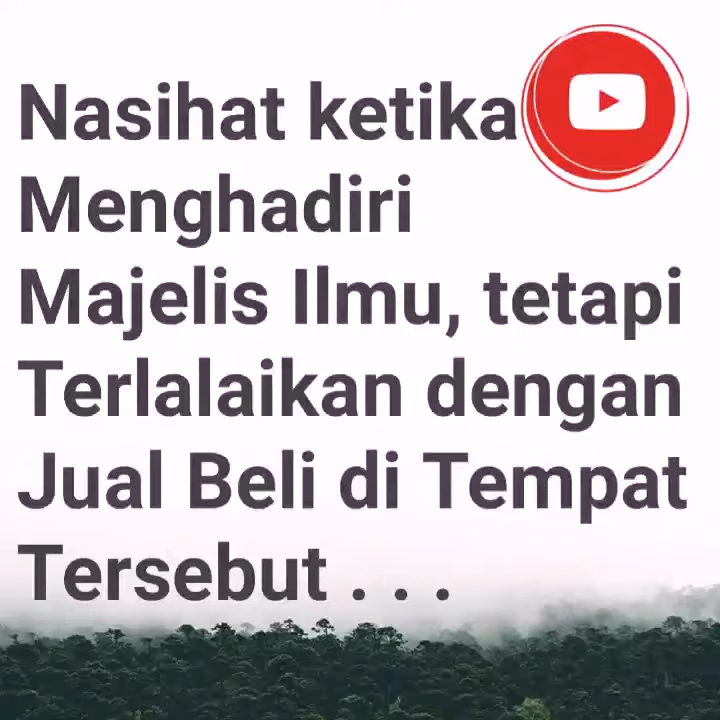 Nasihat ketika
Menghadiri
Majelis Ilmu, tetapi
Terlalaikan dengan
Jual Beli di Tempat
Tersebut . . .